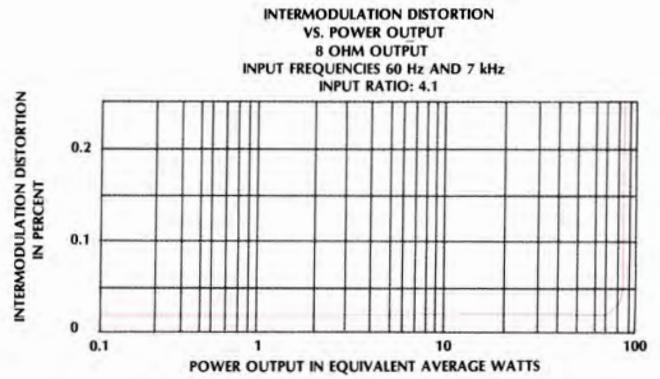 INTERMODULATION DISTORTION
VS. POWER OUTPUT
8 OHM OUTPUT
INPUT FREQUENCIES 60 Hz AND 7 kHz
INPUT RATIO: 4.1
INTERMODULATION DISTORTION
IN PERCENT
0.2
0.1
0
0.1 1 10 100
POWER OUTPUT IN EQUIVALENT AVERAGE WATTS